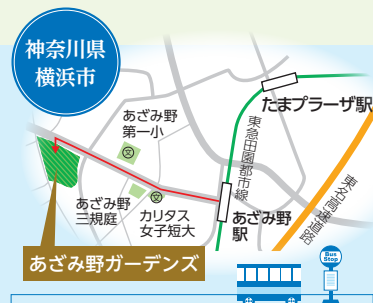 神奈川県
横浜市
たまプラーザ駅
あざみ野
第一小
文
東急田園都市線
東名高速道路
文
あざみ野
三規庭
カリタス
女子短大
あざみ野
駅
あざみ野ガーデンズ
Bus
Stop